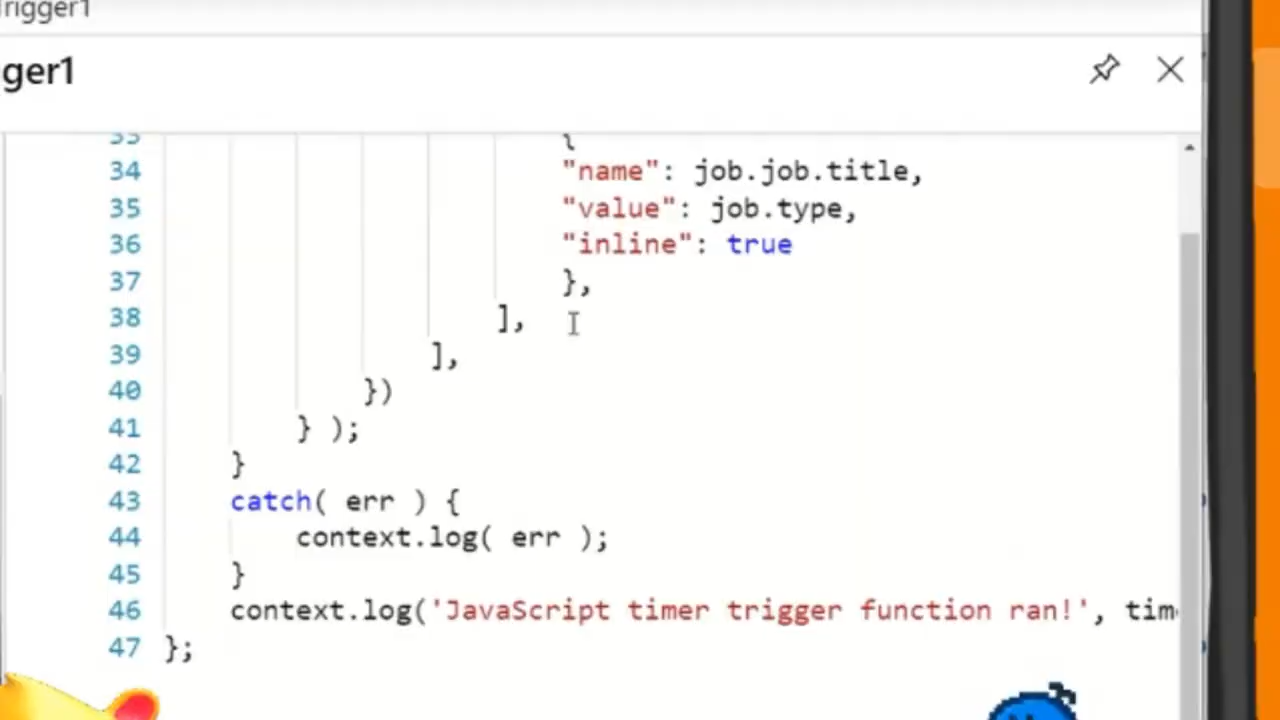 rigger1
gger1
33 {
34 "name": job.job.title,
35 "value": job.type,
36 "inline": true
37 },
38 ],
39 ],
40 })
41 } );
42 }
43 catch( err ) {
44 context.log( err );
45 }
46 context.log('JavaScript timer trigger function ran!', tim
47 };